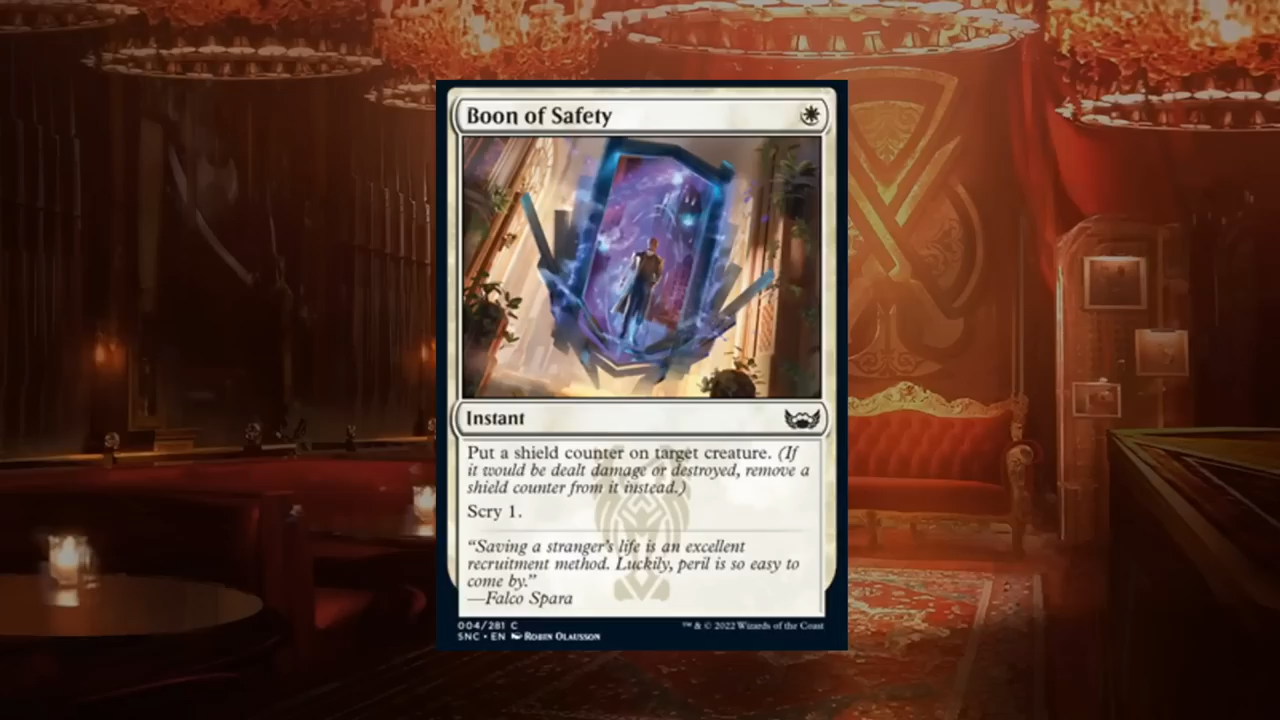 Boon of Safety
Instant
Put a shield counter on target creature. (If
it would be dealt damage or destroyed, remove a
shield counter from it instead.)
Scry 1.
“Saving a stranger's life is an excellent
recruitment method. Luckily, peril is so easy to
come by.”
—Falco Spara
004/281 C
SNC • EN Robin Olausson
™ & © 2022 Wizards of the Coast